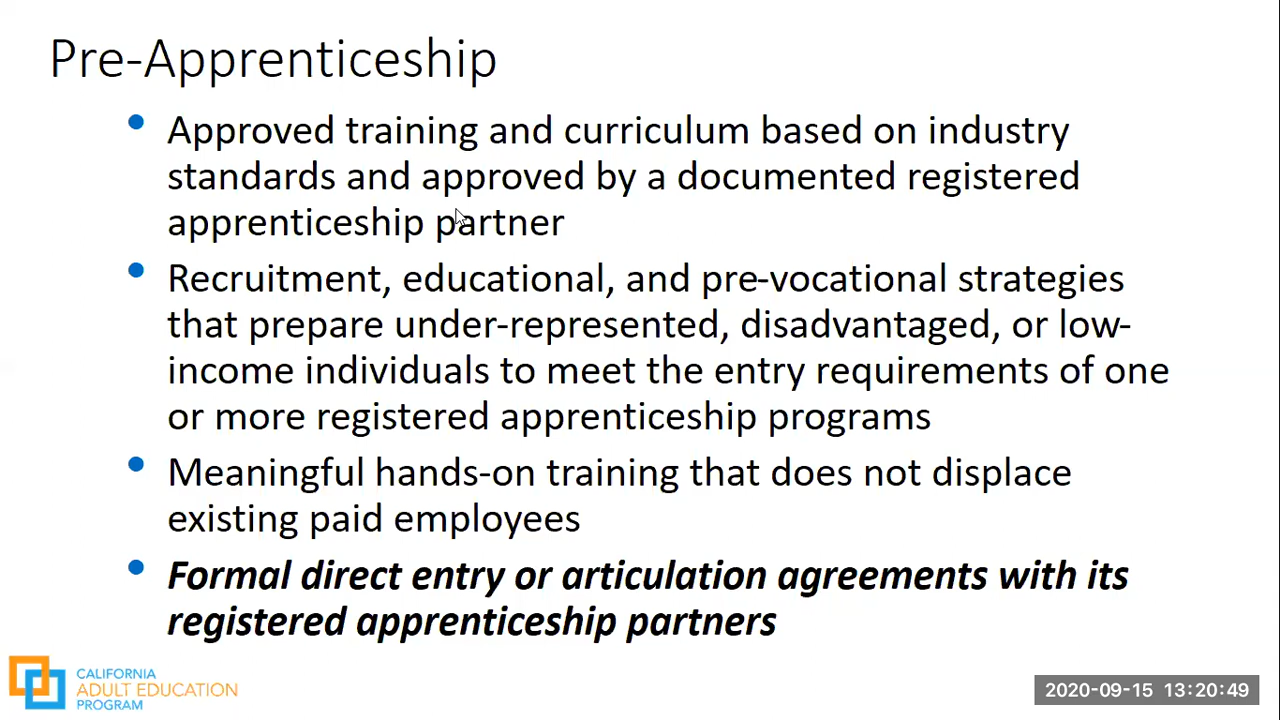 Pre-Apprenticeship
• Approved training and curriculum based on industry
standards and approved by a documented registered
apprenticeship partner
• Recruitment, educational, and pre-vocational strategies
that prepare under-represented, disadvantaged, or low-
income individuals to meet the entry requirements of one
or more registered apprenticeship programs
• Meaningful hands-on training that does not displace
existing paid employees
• Formal direct entry or articulation agreements with its
registered apprenticeship partners
CALIFORNIA
ADULT EDUCATION
PROGRAM
2020-09-15 13:20:49